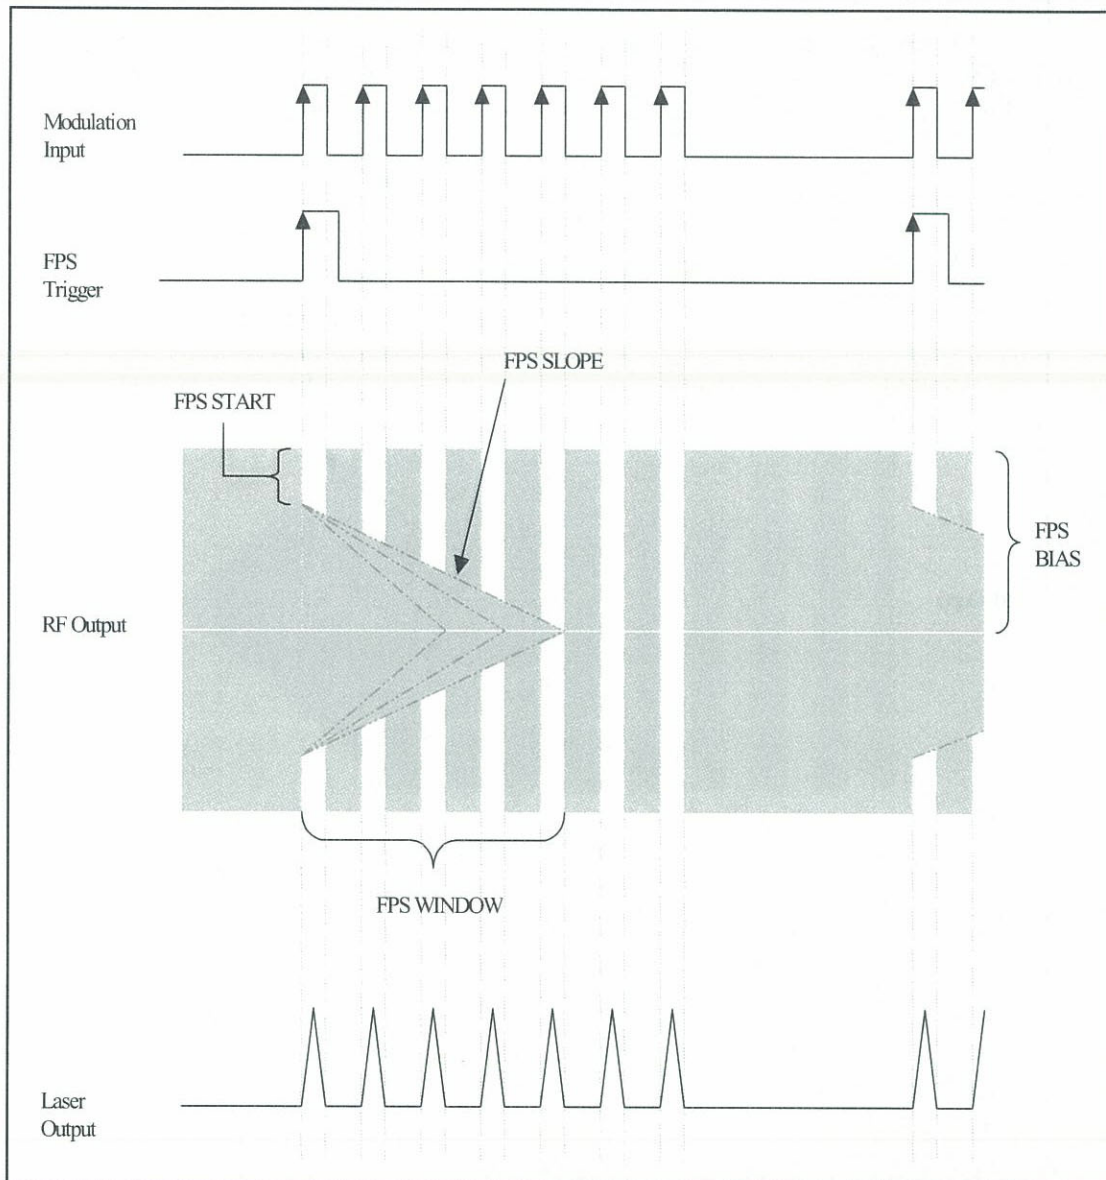 Modulation
Input
FPS
Trigger
FPS SLOPE
FPS START
FPS
BIAS
RF Output
FPS WINDOW
Laser
Output